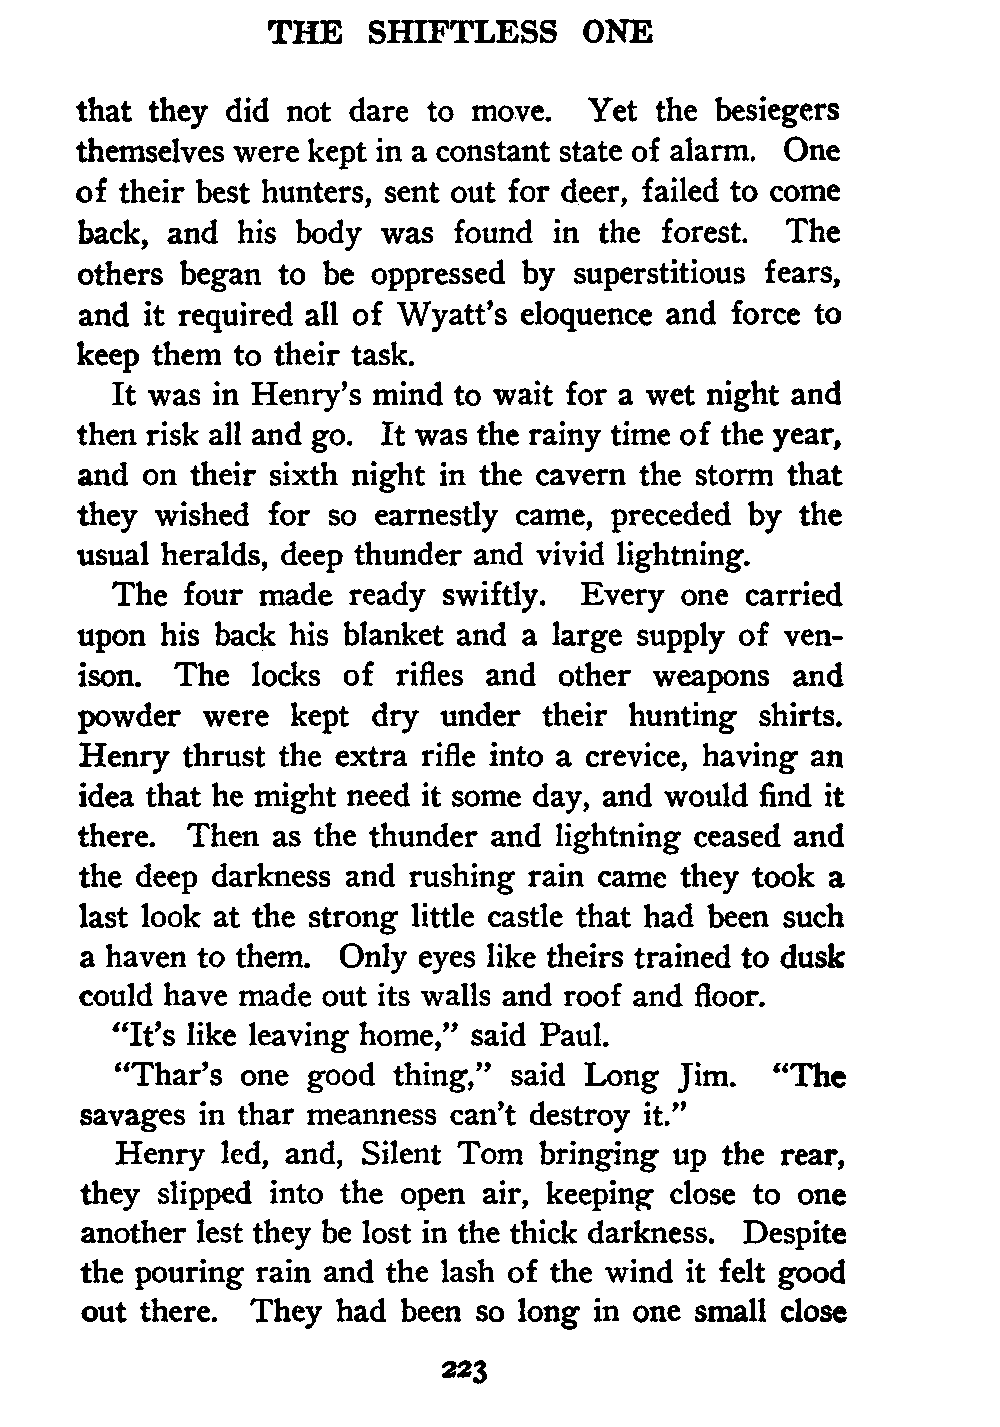 THE SHIFTLESS ONE
that they did not dare to move. Yet the besiegers
themselves were kept in a constant state of alarm. One
of their best hunters, sent out for deer, failed to come
back, and his body was found in the forest. The
others began to be oppressed by superstitious fears,
and it required all of Wyatt's eloquence and force to
keep them to their task.
It was in Henry's mind to wait for a wet night and
then risk all and go. It was the rainy time of the year,
and on their sixth night in the cavern the storm that
they wished for so earnestly came, preceded by the
usual heralds, deep thunder and vivid lightning.
The four made ready swiftly. Every one carried
upon his back his blanket and a large supply of ven-
ison. The locks of rifles and other weapons and
powder were kept dry under their hunting shirts.
Henry thrust the extra rifle into a crevice, having an
idea that he might need it some day, and would find it
there. Then as the thunder and lightning ceased and
the deep darkness and rushing rain came they took a
last look at the strong little castle that had been such
a haven to them. Only eyes like theirs trained to dusk
could have made out its walls and roof and floor.
"It's like leaving home," said Paul.
"Thar's one good thing," said Long Jim. "The
savages in thar meanness can't destroy it."
Henry led, and, Silent Tom bringing up the rear,
they slipped into the open air, keeping close to one
another lest they be lost in the thick darkness. Despite
the pouring rain and the lash of the wind it felt good
out there. They had been so long in one small close
223